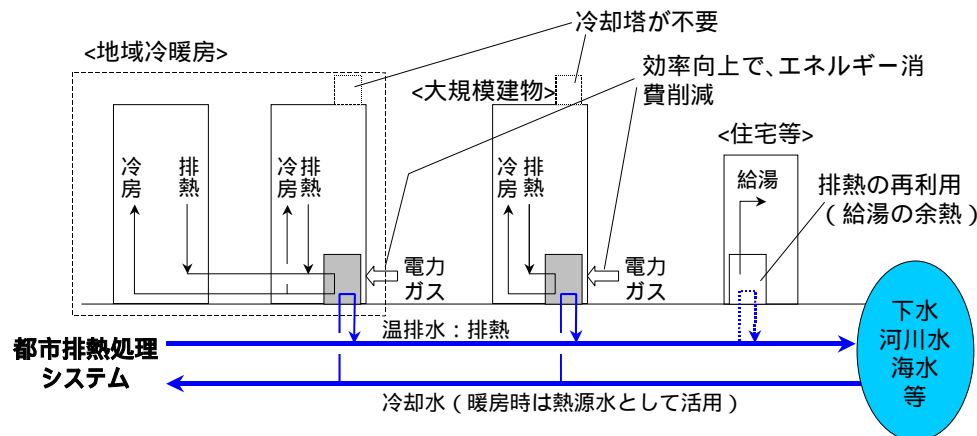 冷却塔が不要
<地域冷暖房>
効率向上で、エネルギー消
費削減
<大規模建物>
<住宅等>
冷房
排熱
冷房
排熱
冷房
排熱
給湯
排熱の再利用
（給湯の余熱）
電力
ガス
電力
ガス
下水
河川水
海水
等
温排水：排熱
都市排熱処理
システム
冷却水（暖房時は熱源水として活用）